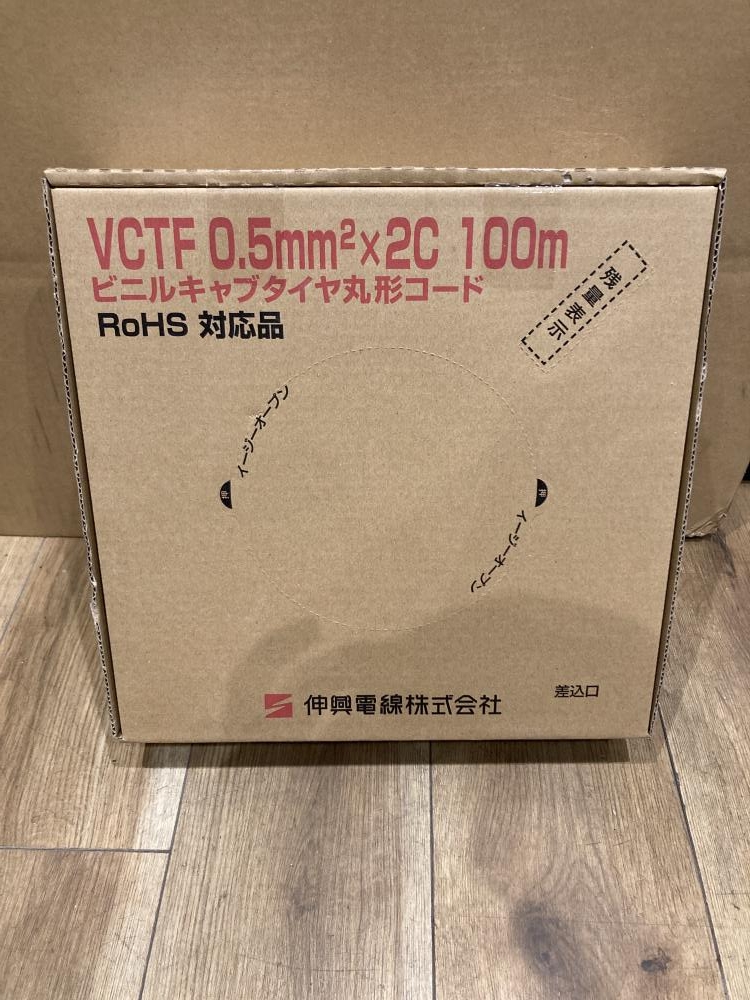 VCTF 0.5mm²×2C 100m
ビニルキャブタイヤ丸形コード
RoHS 対応品
残量表示
イージーオープン
押
押
イージーオープン
差込口
伸興電線株式会社